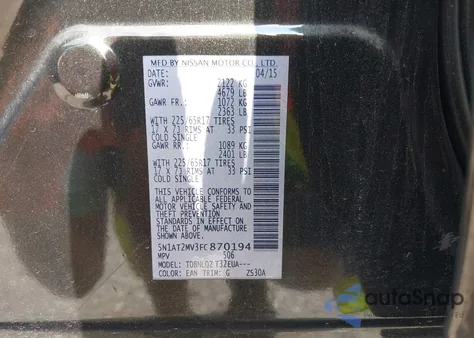 MFD BY NISSAN MOTOR CO., LTD.
DATE: 04/15
GVWR: 2122 KG
4679 LB
GAWR FR.: 1072 KG
2363 LB
WITH 225/65R17 TIRES
17 X 7J RIMS AT 33 PSI
COLD SINGLE
GAWR RR.: 1089 KG
2401 LB
WITH 225/65R17 TIRES
17 X 7J RIMS AT 33 PSI
COLD SINGLE
THIS VEHICLE CONFORMS TO
ALL APPLICABLE FEDERAL
MOTOR VEHICLE SAFETY
STANDARDS IN EFFECT ON
THE DATE OF MANUFACTURE
SHOWN ABOVE.
5N1AT2MV3FC870194
MPV 506
MODEL: TDBNLQZ T32EUA---
COLOR: EAN TRIM: G ZS30A
autoSnap